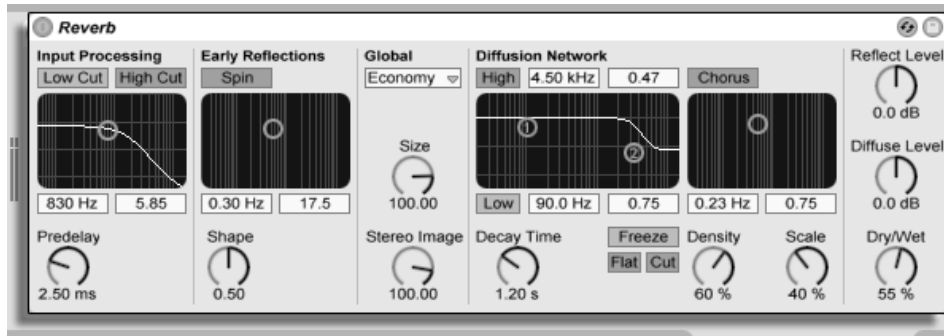 Reverb
Input Processing
Low Cut High Cut
830 Hz 5.85
Predelay
2.50 ms
Early Reflections
Spin
0.30 Hz 17.5
Shape
0.50
Global
Economy
Size
100.00
Stereo Image
100.00
Diffusion Network
High 4.50 kHz 0.47 Chorus
1
2
Low 90.0 Hz 0.75 0.23 Hz 0.75
Decay Time
1.20 s
Freeze
Flat Cut
Density
60 %
Scale
40 %
Reflect Level
0.0 dB
Diffuse Level
0.0 dB
Dry/Wet
55 %